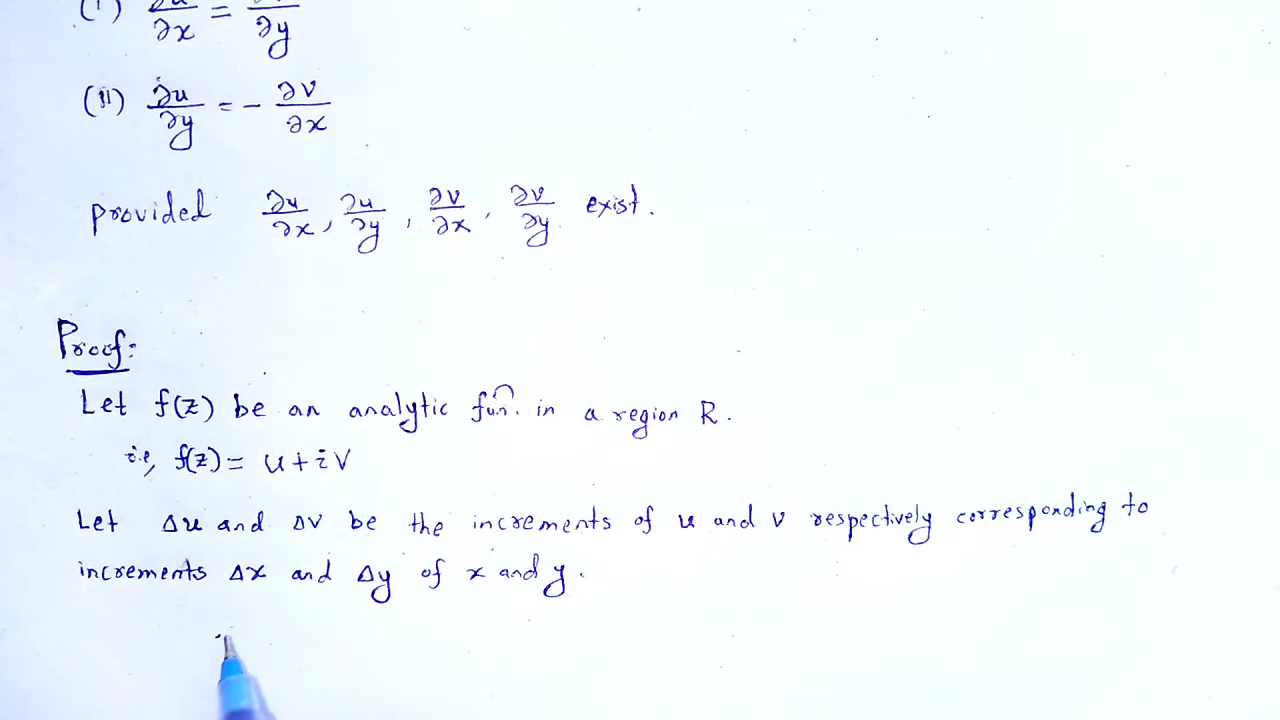 (i) ∂u/∂x = ∂v/∂y
(ii) ∂u/∂y = - ∂v/∂x
provided ∂u/∂x, ∂u/∂y, ∂v/∂x, ∂v/∂y exist.
Proof:
Let f(z) be an analytic fun. in a region R.
i.e, f(z) = u + iv
Let Δu and Δv be the increments of u and v respectively corresponding to
increments Δx and Δy of x and y.